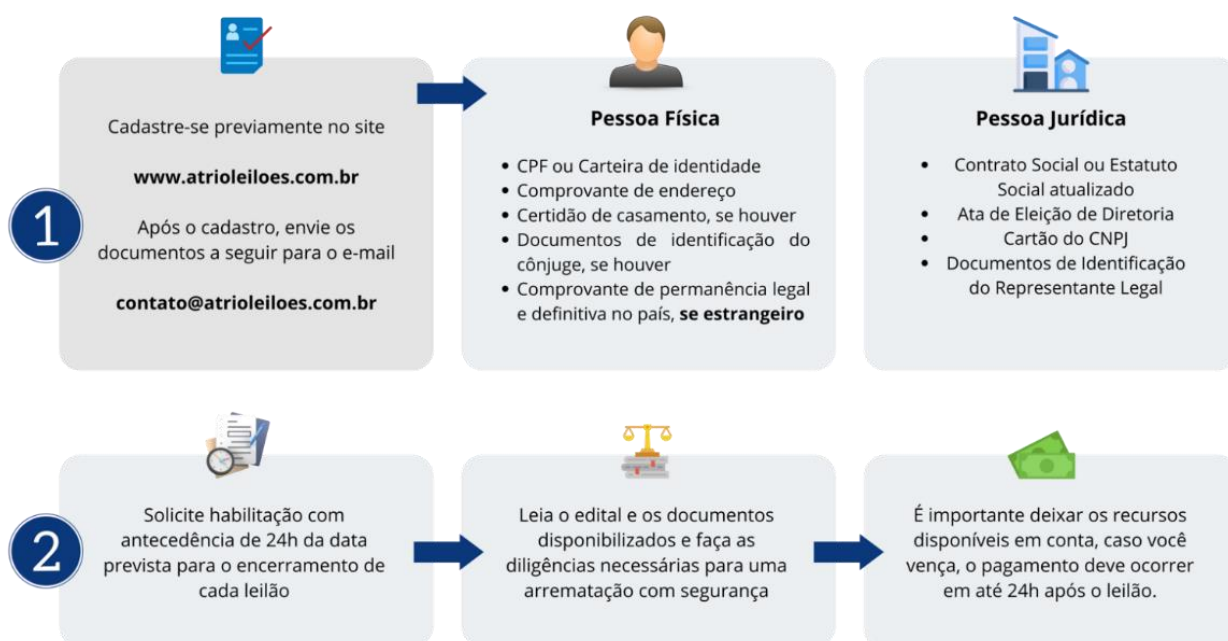 1
Cadastre-se previamente no site
www.atrioleiloes.com.br
Após o cadastro, envie os
documentos a seguir para o e-mail
contato@atrioleiloes.com.br
Pessoa Física
• CPF ou Carteira de identidade
• Comprovante de endereço
• Certidão de casamento, se houver
• Documentos de identificação do
cônjuge, se houver
• Comprovante de permanência legal
e definitiva no país, se estrangeiro
Pessoa Jurídica
• Contrato Social ou Estatuto
Social atualizado
• Ata de Eleição de Diretoria
• Cartão do CNPJ
• Documentos de Identificação
do Representante Legal
2
Solicite habilitação com
antecedência de 24h da data
prevista para o encerramento de
cada leilão
Leia o edital e os documentos
disponibilizados e faça as
diligências necessárias para uma
arrematação com segurança
É importante deixar os recursos
disponíveis em conta, caso você
vença, o pagamento deve ocorrer
em até 24h após o leilão.